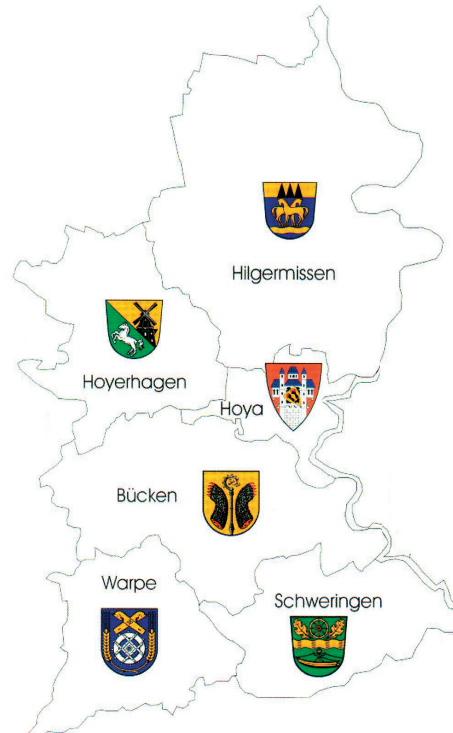 Hilgermissen
Hoyerhagen
Hoya
Bücken
Warpe
Schweringen